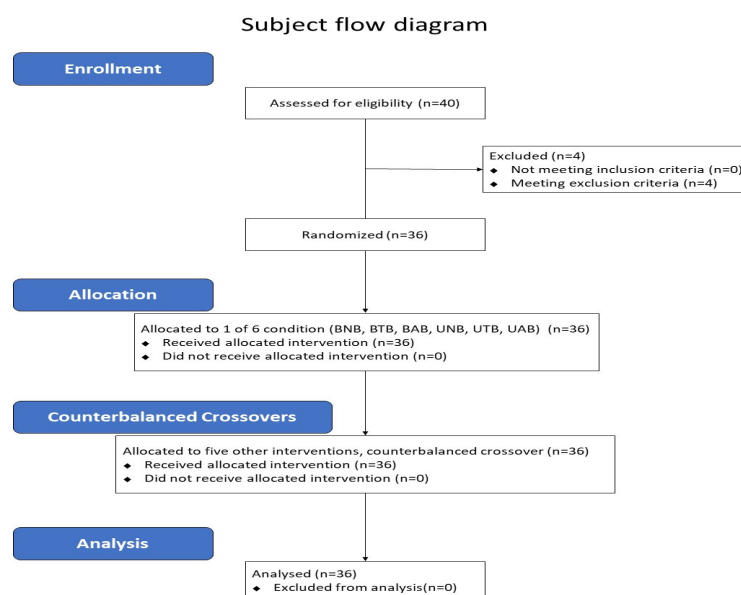 Subject flow diagram
Enrollment
Assessed for eligibility (n=40)
Excluded (n=4)
◆ Not meeting inclusion criteria (n=0)
◆ Meeting exclusion criteria (n=4)
Randomized (n=36)
Allocation
Allocated to 1 of 6 condition (BNB, BTB, BAB, UNB, UTB, UAB) (n=36)
◆ Received allocated intervention (n=36)
◆ Did not receive allocated intervention (n=0)
Counterbalanced Crossovers
Allocated to five other interventions, counterbalanced crossover (n=36)
◆ Received allocated intervention (n=36)
◆ Did not receive allocated intervention (n=0)
Analysis
Analysed (n=36)
◆ Excluded from analysis(n=0)